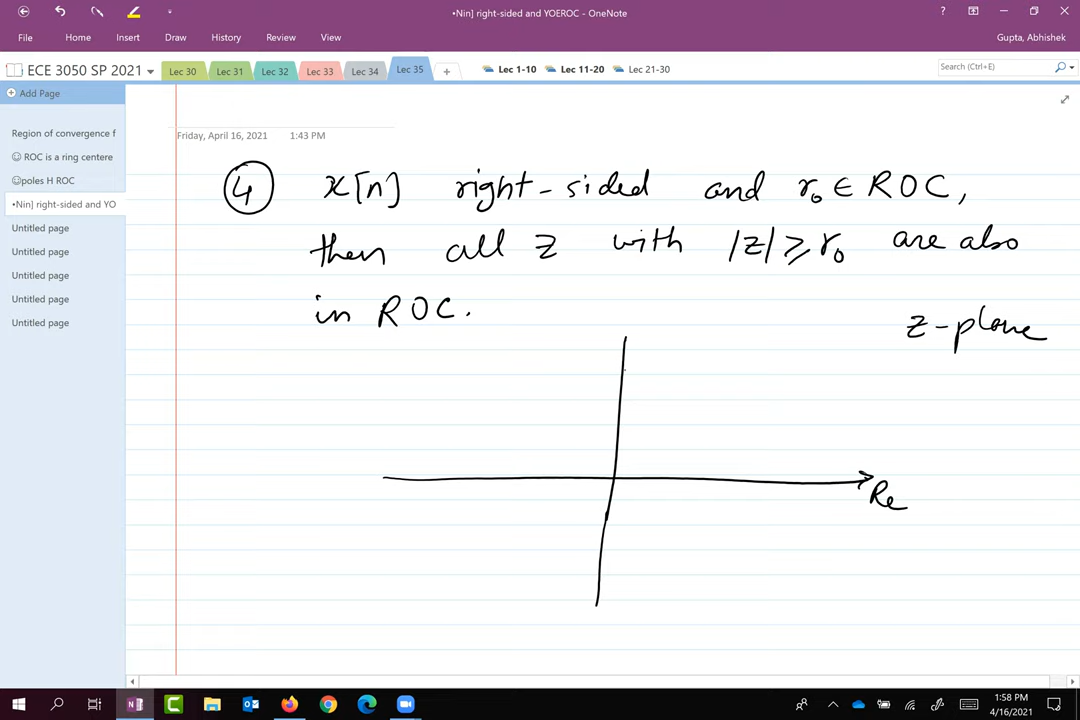 •Nin] right-sided and YOEROC - OneNote
File Home Insert Draw History Review View
Gupta, Abhishek
ECE 3050 SP 2021
Lec 30 Lec 31 Lec 32 Lec 33 Lec 34 Lec 35 + Lec 1-10 Lec 11-20 Lec 21-30
Search (Ctrl+E)
Add Page
Region of convergence f
ROC is a ring centere
poles H ROC
•Nin] right-sided and YO
Untitled page
Untitled page
Untitled page
Untitled page
Untitled page
Friday, April 16, 2021 1:43 PM
④ x[n] right-sided and r₀ ∈ ROC,
then all z with |z| ⩾ r₀ are also
in ROC.
z-plane
Re
1:58 PM
4/16/2021